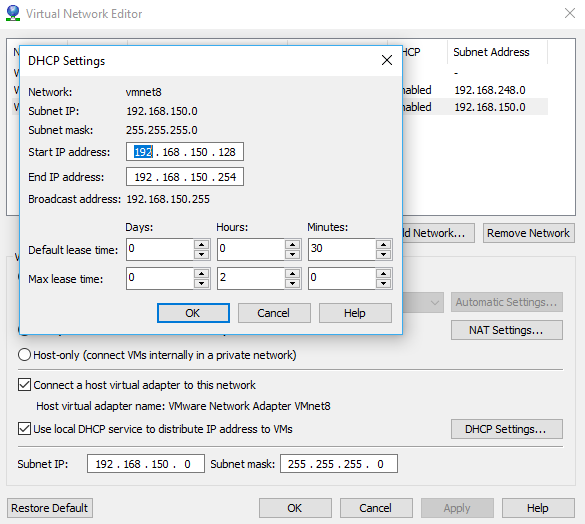 Virtual Network Editor
DHCP Subnet Address
DHCP Settings
-
Network: vmnet8
nabled 192.168.248.0
Subnet IP: 192.168.150.0
nabled 192.168.150.0
Subnet mask: 255.255.255.0
Start IP address: 192 . 168 . 150 . 128
End IP address: 192 . 168 . 150 . 254
Broadcast address: 192.168.150.255
Days: Hours: Minutes:
Default lease time: 0 0 30
Max lease time: 0 2 0
OK Cancel Help
Network... Remove Network
Automatic Settings...
NAT Settings...
Host-only (connect VMs internally in a private network)
Connect a host virtual adapter to this network
Host virtual adapter name: VMware Network Adapter VMnet8
Use local DHCP service to distribute IP address to VMs DHCP Settings...
Subnet IP: 192 . 168 . 150 . 0 Subnet mask: 255 . 255 . 255 . 0
Restore Default OK Cancel Apply Help